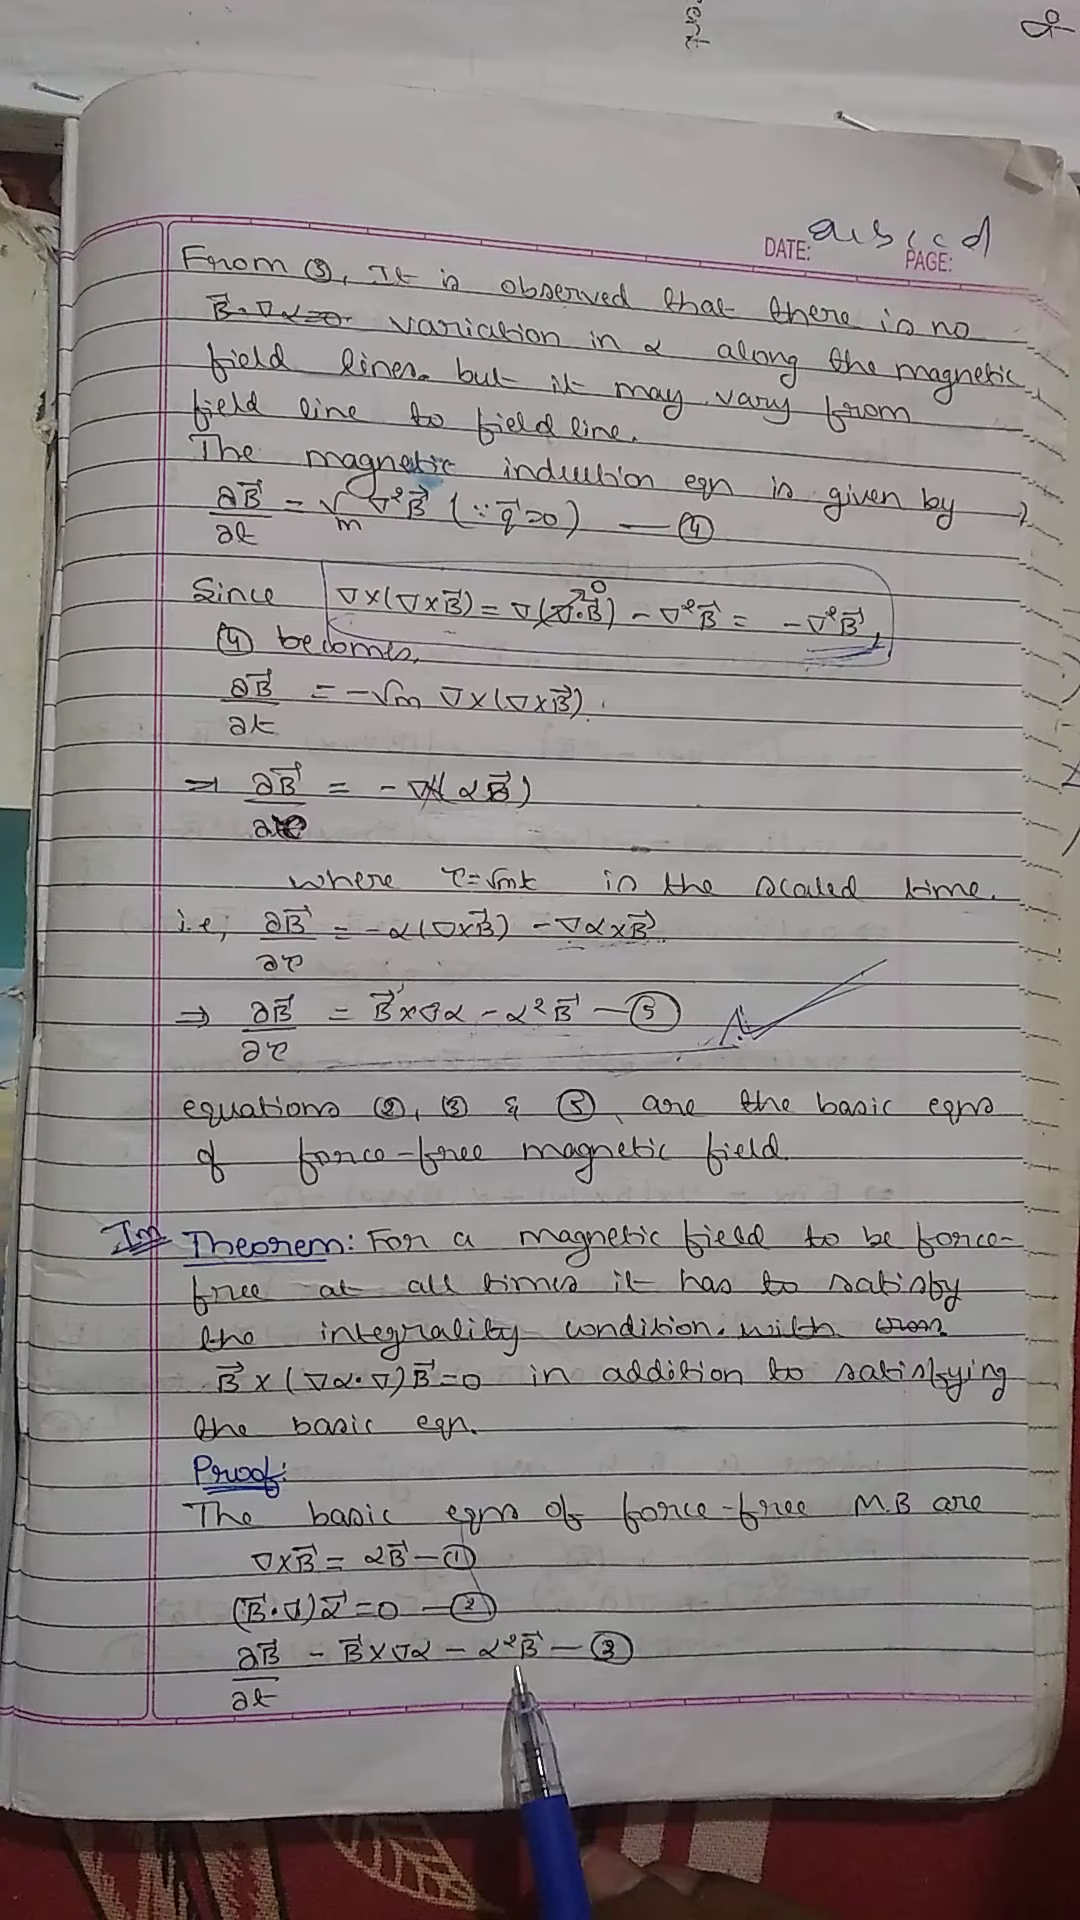 DATE: a,b,c,d
PAGE:
From (3), It is observed that there is no
B⃗·∇α=0. variation in α along the magnetic
field lines. but it may vary from
field line to field line.
The magnetic induction eqn is given by
∂B⃗/∂t = √m ∇²B⃗ (∵ q⃗=0) — (4)
Since ∇×(∇×B⃗) = ∇(∇·B⃗) - ∇²B⃗ = -∇²B⃗,
0
(4) becomes,
∂B⃗/∂t = -√m ∇×(∇×B⃗).
⇒ ∂B⃗/∂τ = -∇×(αB⃗)
where τ=√mt is the scaled time.
i.e, ∂B⃗/∂τ = -α(∇×B⃗) - ∇α×B⃗
⇒ ∂B⃗/∂τ = B⃗×∇α - α²B⃗ — (5)
equations (2), (3) & (5) are the basic eqns
of force-free magnetic field.
Im Theorem: For a magnetic field to be force-
free at all times it has to satisfy
the integrality condition. with
B⃗×(∇α·∇)B⃗=0 in addition to satisfying
the basic eqn.
Proof:
The basic eqns of force-free M.B are
∇×B⃗ = αB⃗ — (1)
(B⃗·∇)α⃗ = 0 — (2)
∂B⃗/∂t - B⃗×∇α - α²B⃗ — (3)